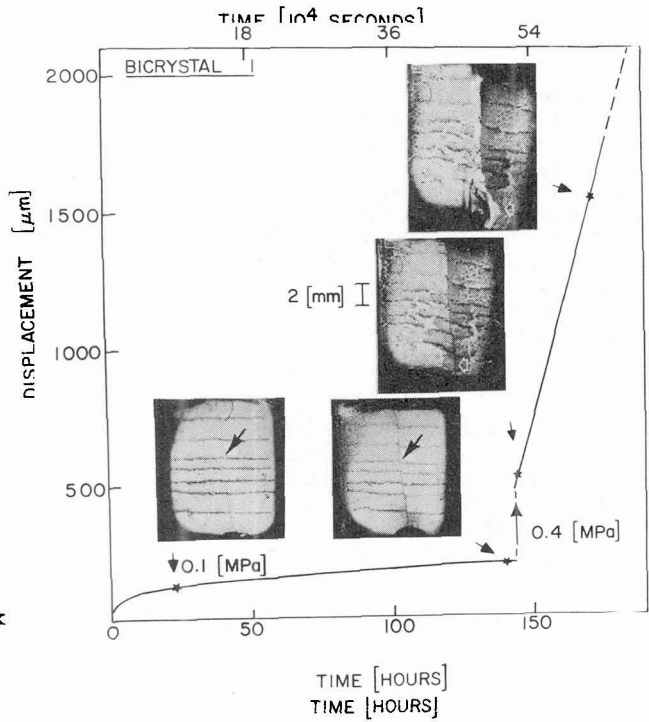 TIME [10⁴ SECONDS]
18 36 54
BICRYSTAL 1
2000
1500
DISPLACEMENT [μm]
2 [mm]
1000
500
0.1 [MPa]
0.4 [MPa]
0 50 100 150
TIME [HOURS]
TIME [HOURS]